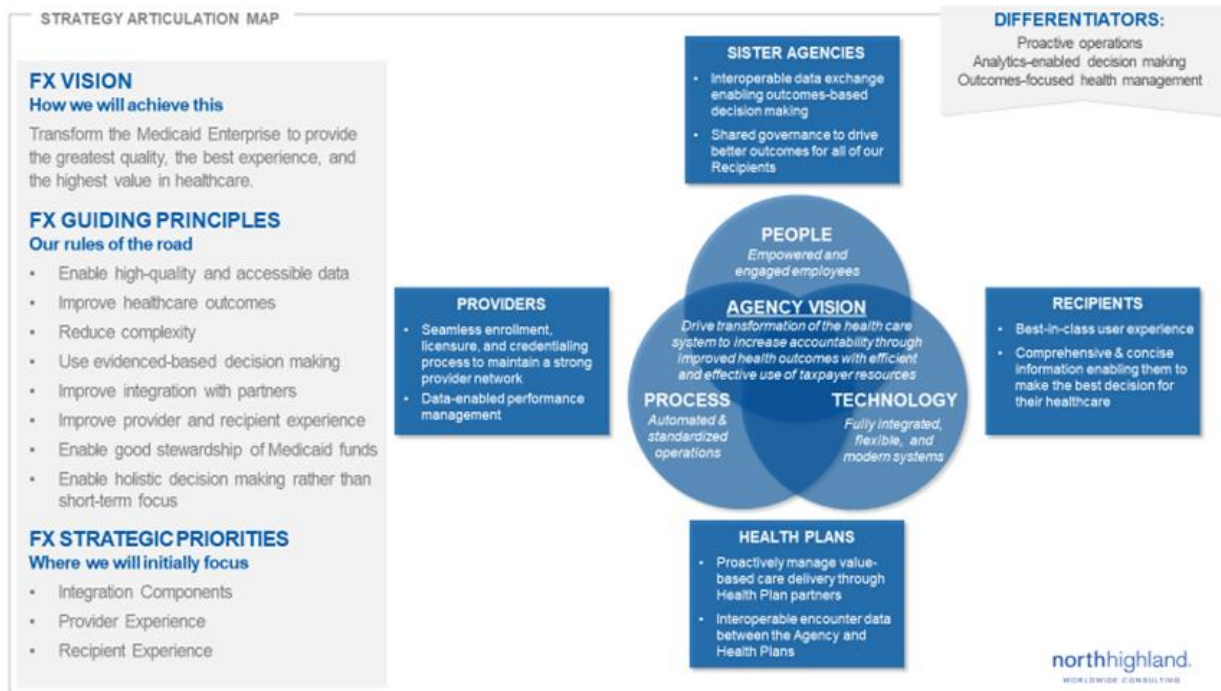 STRATEGY ARTICULATION MAP
FX VISION
How we will achieve this
Transform the Medicaid Enterprise to provide
the greatest quality, the best experience, and
the highest value in healthcare.
FX GUIDING PRINCIPLES
Our rules of the road
• Enable high-quality and accessible data
• Improve healthcare outcomes
• Reduce complexity
• Use evidenced-based decision making
• Improve integration with partners
• Improve provider and recipient experience
• Enable good stewardship of Medicaid funds
• Enable holistic decision making rather than
short-term focus
FX STRATEGIC PRIORITIES
Where we will initially focus
• Integration Components
• Provider Experience
• Recipient Experience
DIFFERENTIATORS:
Proactive operations
Analytics-enabled decision making
Outcomes-focused health management
SISTER AGENCIES
• Interoperable data exchange
enabling outcomes-based
decision making
• Shared governance to drive
better outcomes for all of our
Recipients
PROVIDERS
• Seamless enrollment,
licensure, and credentialing
process to maintain a strong
provider network
• Data-enabled performance
management
PEOPLE
Empowered and
engaged employees
AGENCY VISION
Drive transformation of the health care
system to increase accountability through
improved health outcomes with efficient
and effective use of taxpayer resources
PROCESS
Automated &
standardized
operations
TECHNOLOGY
Fully integrated,
flexible, and
modern systems
RECIPIENTS
• Best-in-class user experience
• Comprehensive & concise
information enabling them to
make the best decision for
their healthcare
HEALTH PLANS
• Proactively manage value-
based care delivery through
Health Plan partners
• Interoperable encounter data
between the Agency and
Health Plans
northhighland.
WORLDWIDE CONSULTING